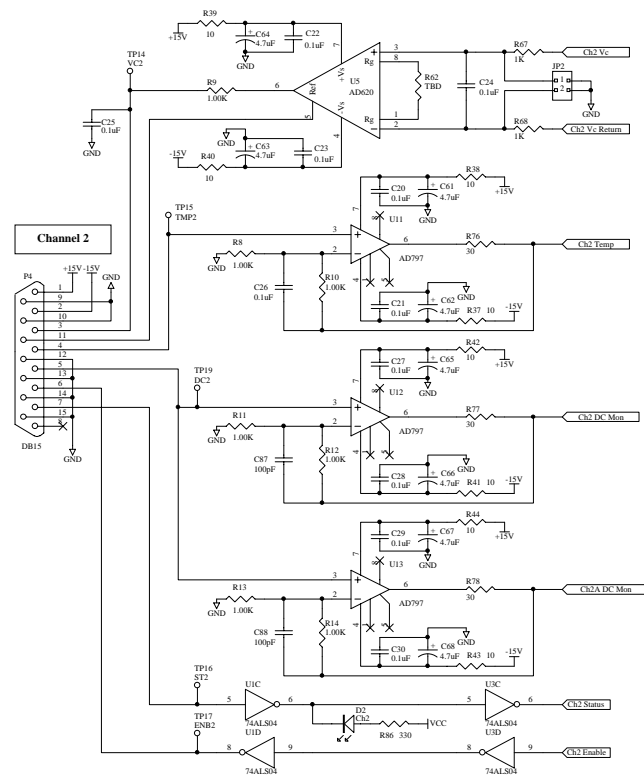 R39
+15V
10
C64
4.7uF
C22
0.1uF
GND
TP14
VC2
R9
1.00K
6
7
+Vs
U5
AD620
Ref
5
-Vs
4
3
8
Rg
Rg
1
2
R62
TBD
C24
0.1uF
R67
1K
Ch2 Vc
JP2
1
2
GND
R68
1K
Ch2 Vc Return
C25
0.1uF
GND
GND
C63
4.7uF
C23
0.1uF
-15V
R40
10
Channel 2
P4
+15V
-15V
GND
1
9
2
10
3
11
4
12
5
13
6
14
7
15
8
DB15
GND
TP15
TMP2
C20
0.1uF
C61
4.7uF
R38
10
+15V
GND
7
8
U11
3
2
6
AD797
R76
30
Ch2 Temp
R8
1.00K
GND
C26
0.1uF
R10
1.00K
4
5
C21
0.1uF
C62
4.7uF
GND
R37
10
-15V
TP19
DC2
C27
0.1uF
C65
4.7uF
R42
10
+15V
GND
7
8
U12
3
2
6
AD797
R77
30
Ch2 DC Mon
R11
1.00K
GND
C87
100pF
R12
1.00K
4
5
C28
0.1uF
C66
4.7uF
GND
R41
10
-15V
C29
0.1uF
C67
4.7uF
R44
10
+15V
GND
7
8
U13
3
2
6
AD797
R78
30
Ch2A DC Mon
R13
1.00K
GND
C88
100pF
R14
1.00K
4
5
C30
0.1uF
C68
4.7uF
GND
R43
10
-15V
TP16
ST2
U1C
5
6
74ALS04
U3C
5
6
74ALS04
Ch2 Status
D2
Ch2
R86
330
VCC
TP17
ENB2
U1D
8
9
74ALS04
U3D
8
9
74ALS04
Ch2 Enable